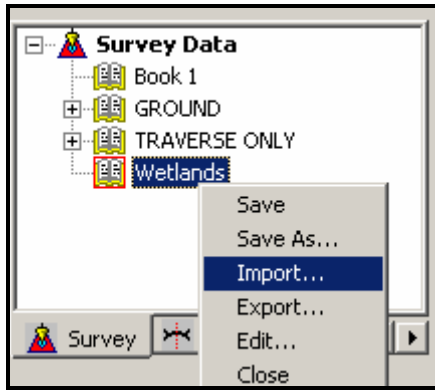 Survey Data
Book 1
GROUND
TRAVERSE ONLY
Wetlands
Save
Save As...
Import...
Export...
Edit...
Close
Survey